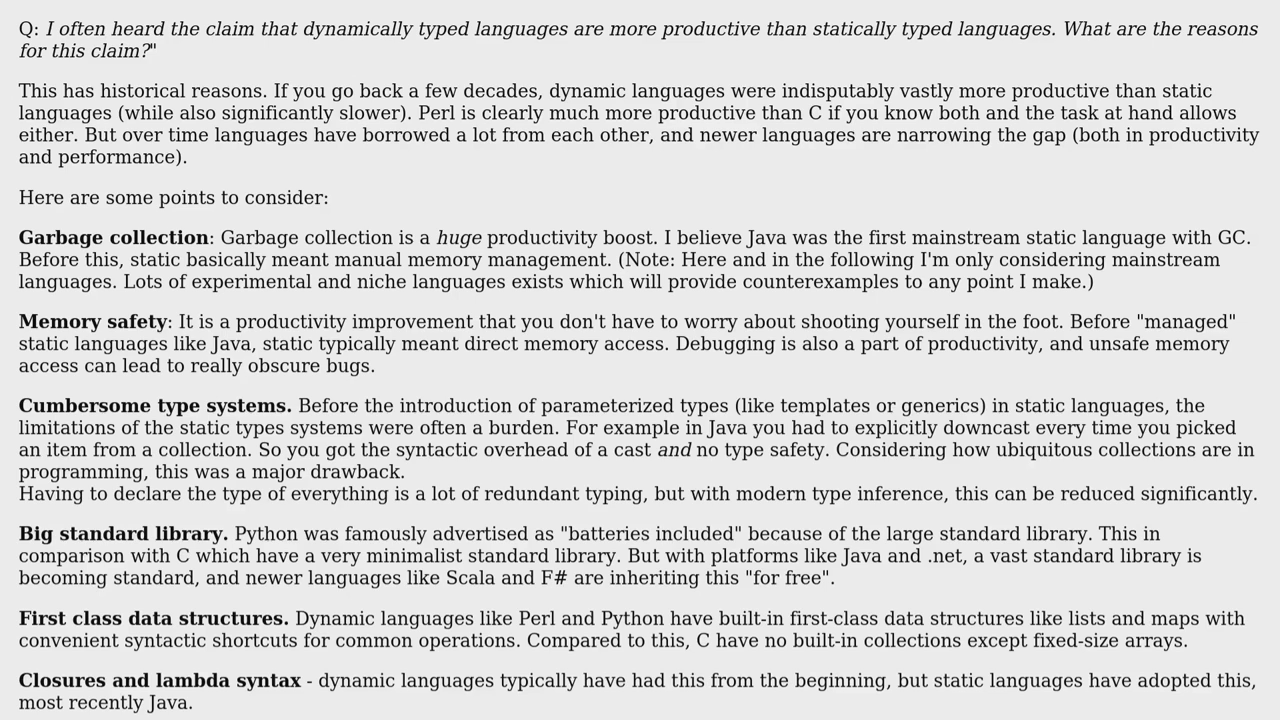 Q: I often heard the claim that dynamically typed languages are more productive than statically typed languages. What are the reasons
for this claim?"
This has historical reasons. If you go back a few decades, dynamic languages were indisputably vastly more productive than static
languages (while also significantly slower). Perl is clearly much more productive than C if you know both and the task at hand allows
either. But over time languages have borrowed a lot from each other, and newer languages are narrowing the gap (both in productivity
and performance).
Here are some points to consider:
Garbage collection: Garbage collection is a huge productivity boost. I believe Java was the first mainstream static language with GC.
Before this, static basically meant manual memory management. (Note: Here and in the following I'm only considering mainstream
languages. Lots of experimental and niche languages exists which will provide counterexamples to any point I make.)
Memory safety: It is a productivity improvement that you don't have to worry about shooting yourself in the foot. Before "managed"
static languages like Java, static typically meant direct memory access. Debugging is also a part of productivity, and unsafe memory
access can lead to really obscure bugs.
Cumbersome type systems. Before the introduction of parameterized types (like templates or generics) in static languages, the
limitations of the static types systems were often a burden. For example in Java you had to explicitly downcast every time you picked
an item from a collection. So you got the syntactic overhead of a cast and no type safety. Considering how ubiquitous collections are in
programming, this was a major drawback.
Having to declare the type of everything is a lot of redundant typing, but with modern type inference, this can be reduced significantly.
Big standard library. Python was famously advertised as "batteries included" because of the large standard library. This in
comparison with C which have a very minimalist standard library. But with platforms like Java and .net, a vast standard library is
becoming standard, and newer languages like Scala and F# are inheriting this "for free".
First class data structures. Dynamic languages like Perl and Python have built-in first-class data structures like lists and maps with
convenient syntactic shortcuts for common operations. Compared to this, C have no built-in collections except fixed-size arrays.
Closures and lambda syntax - dynamic languages typically have had this from the beginning, but static languages have adopted this,
most recently Java.